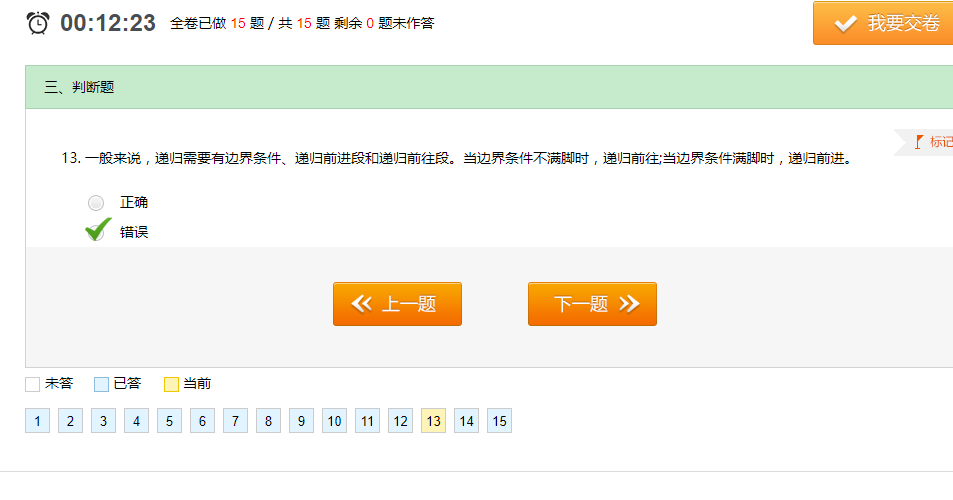 00:12:23 全卷已做 15 题 / 共 15 题 剩余 0 题未作答
我要交卷
三、判断题
标记
13. 一般来说，递归需要有边界条件、递归前进段和递归前往段。当边界条件不满脚时，递归前往;当边界条件满脚时，递归前进。
正确
错误
上一题 下一题
未答 已答 当前
1 2 3 4 5 6 7 8 9 10 11 12 13 14 15